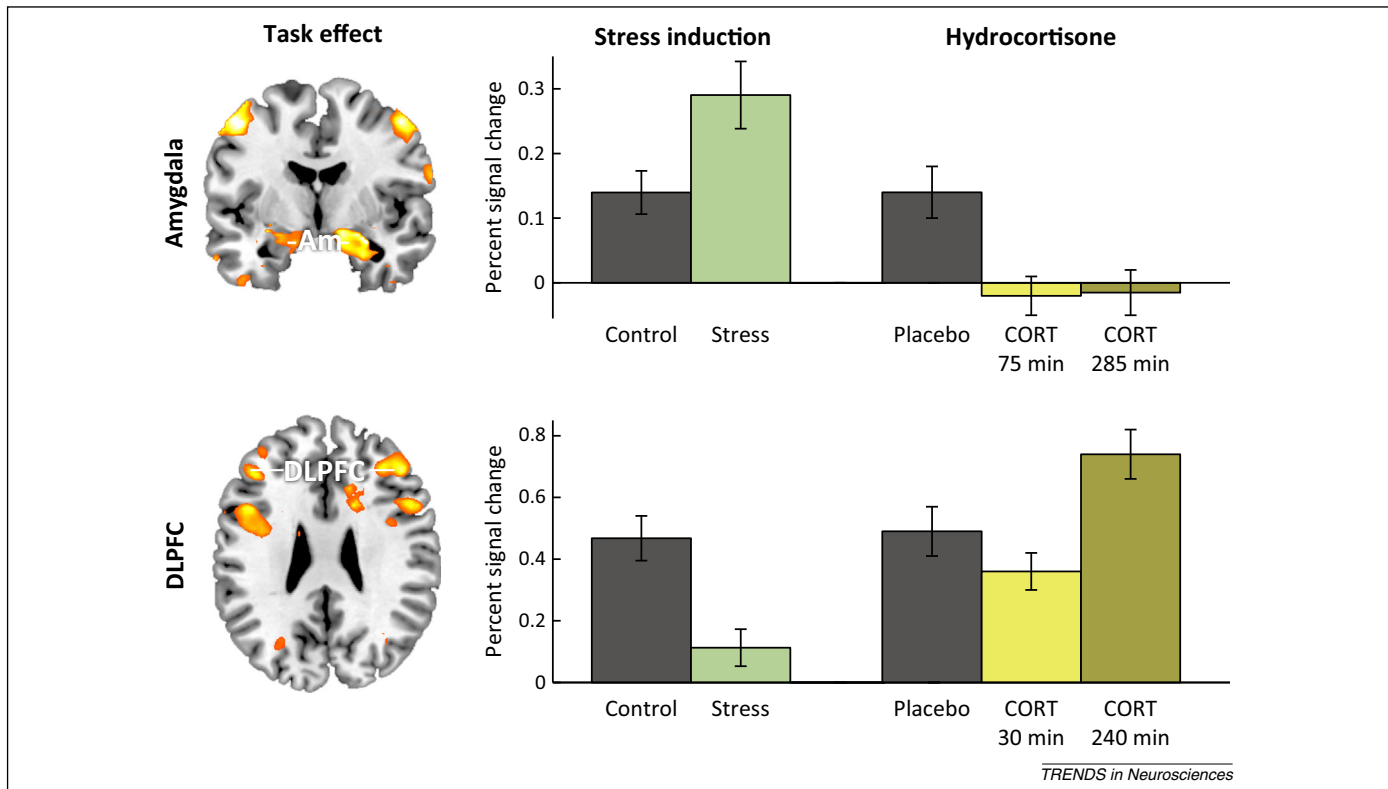 Task effect
Stress induction
Hydrocortisone
Amygdala
Am
Percent signal change
0.3
0.2
0.1
0
Control
Stress
Placebo
CORT
75 min
CORT
285 min
DLPFC
DLPFC
Percent signal change
0.8
0.6
0.4
0.2
0
Control
Stress
Placebo
CORT
30 min
CORT
240 min
TRENDS in Neurosciences